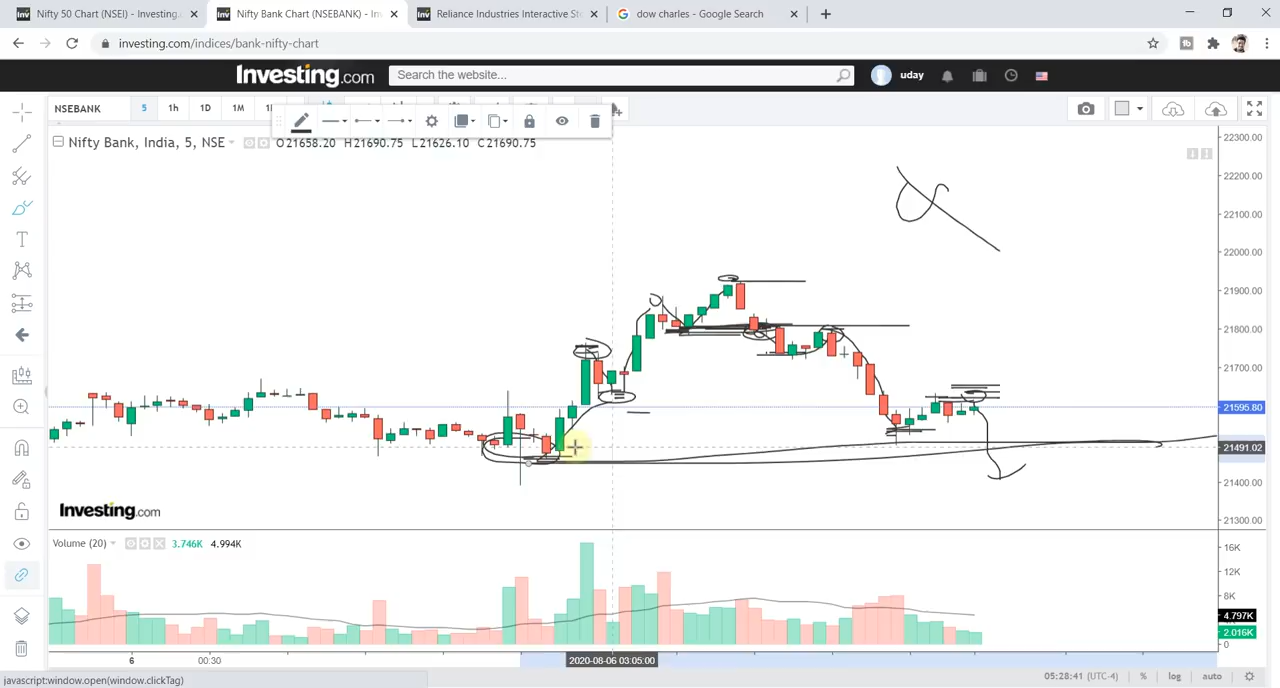 Nifty 50 Chart (NSEI) - Investing.
Nifty Bank Chart (NSEBANK) - In
Reliance Industries Interactive St
dow charles - Google Search
investing.com/indices/bank-nifty-chart
Investing.com
Search the website...
uday
NSEBANK
5
1h
1D
1M
Nifty Bank, India, 5, NSE
O21658.20 H21690.75 L21626.10 C21690.75
22300.00
22200.00
22100.00
22000.00
21900.00
21800.00
21700.00
21595.80
21491.02
21400.00
21300.00
Investing.com
Volume (20)
3.746K 4.994K
16K
12K
8K
4.797K
2.016K
0
6
00:30
2020-08-06 03:05:00
05:28:41 (UTC-4)
%
log
auto
javascript:window.open(window.clickTag)